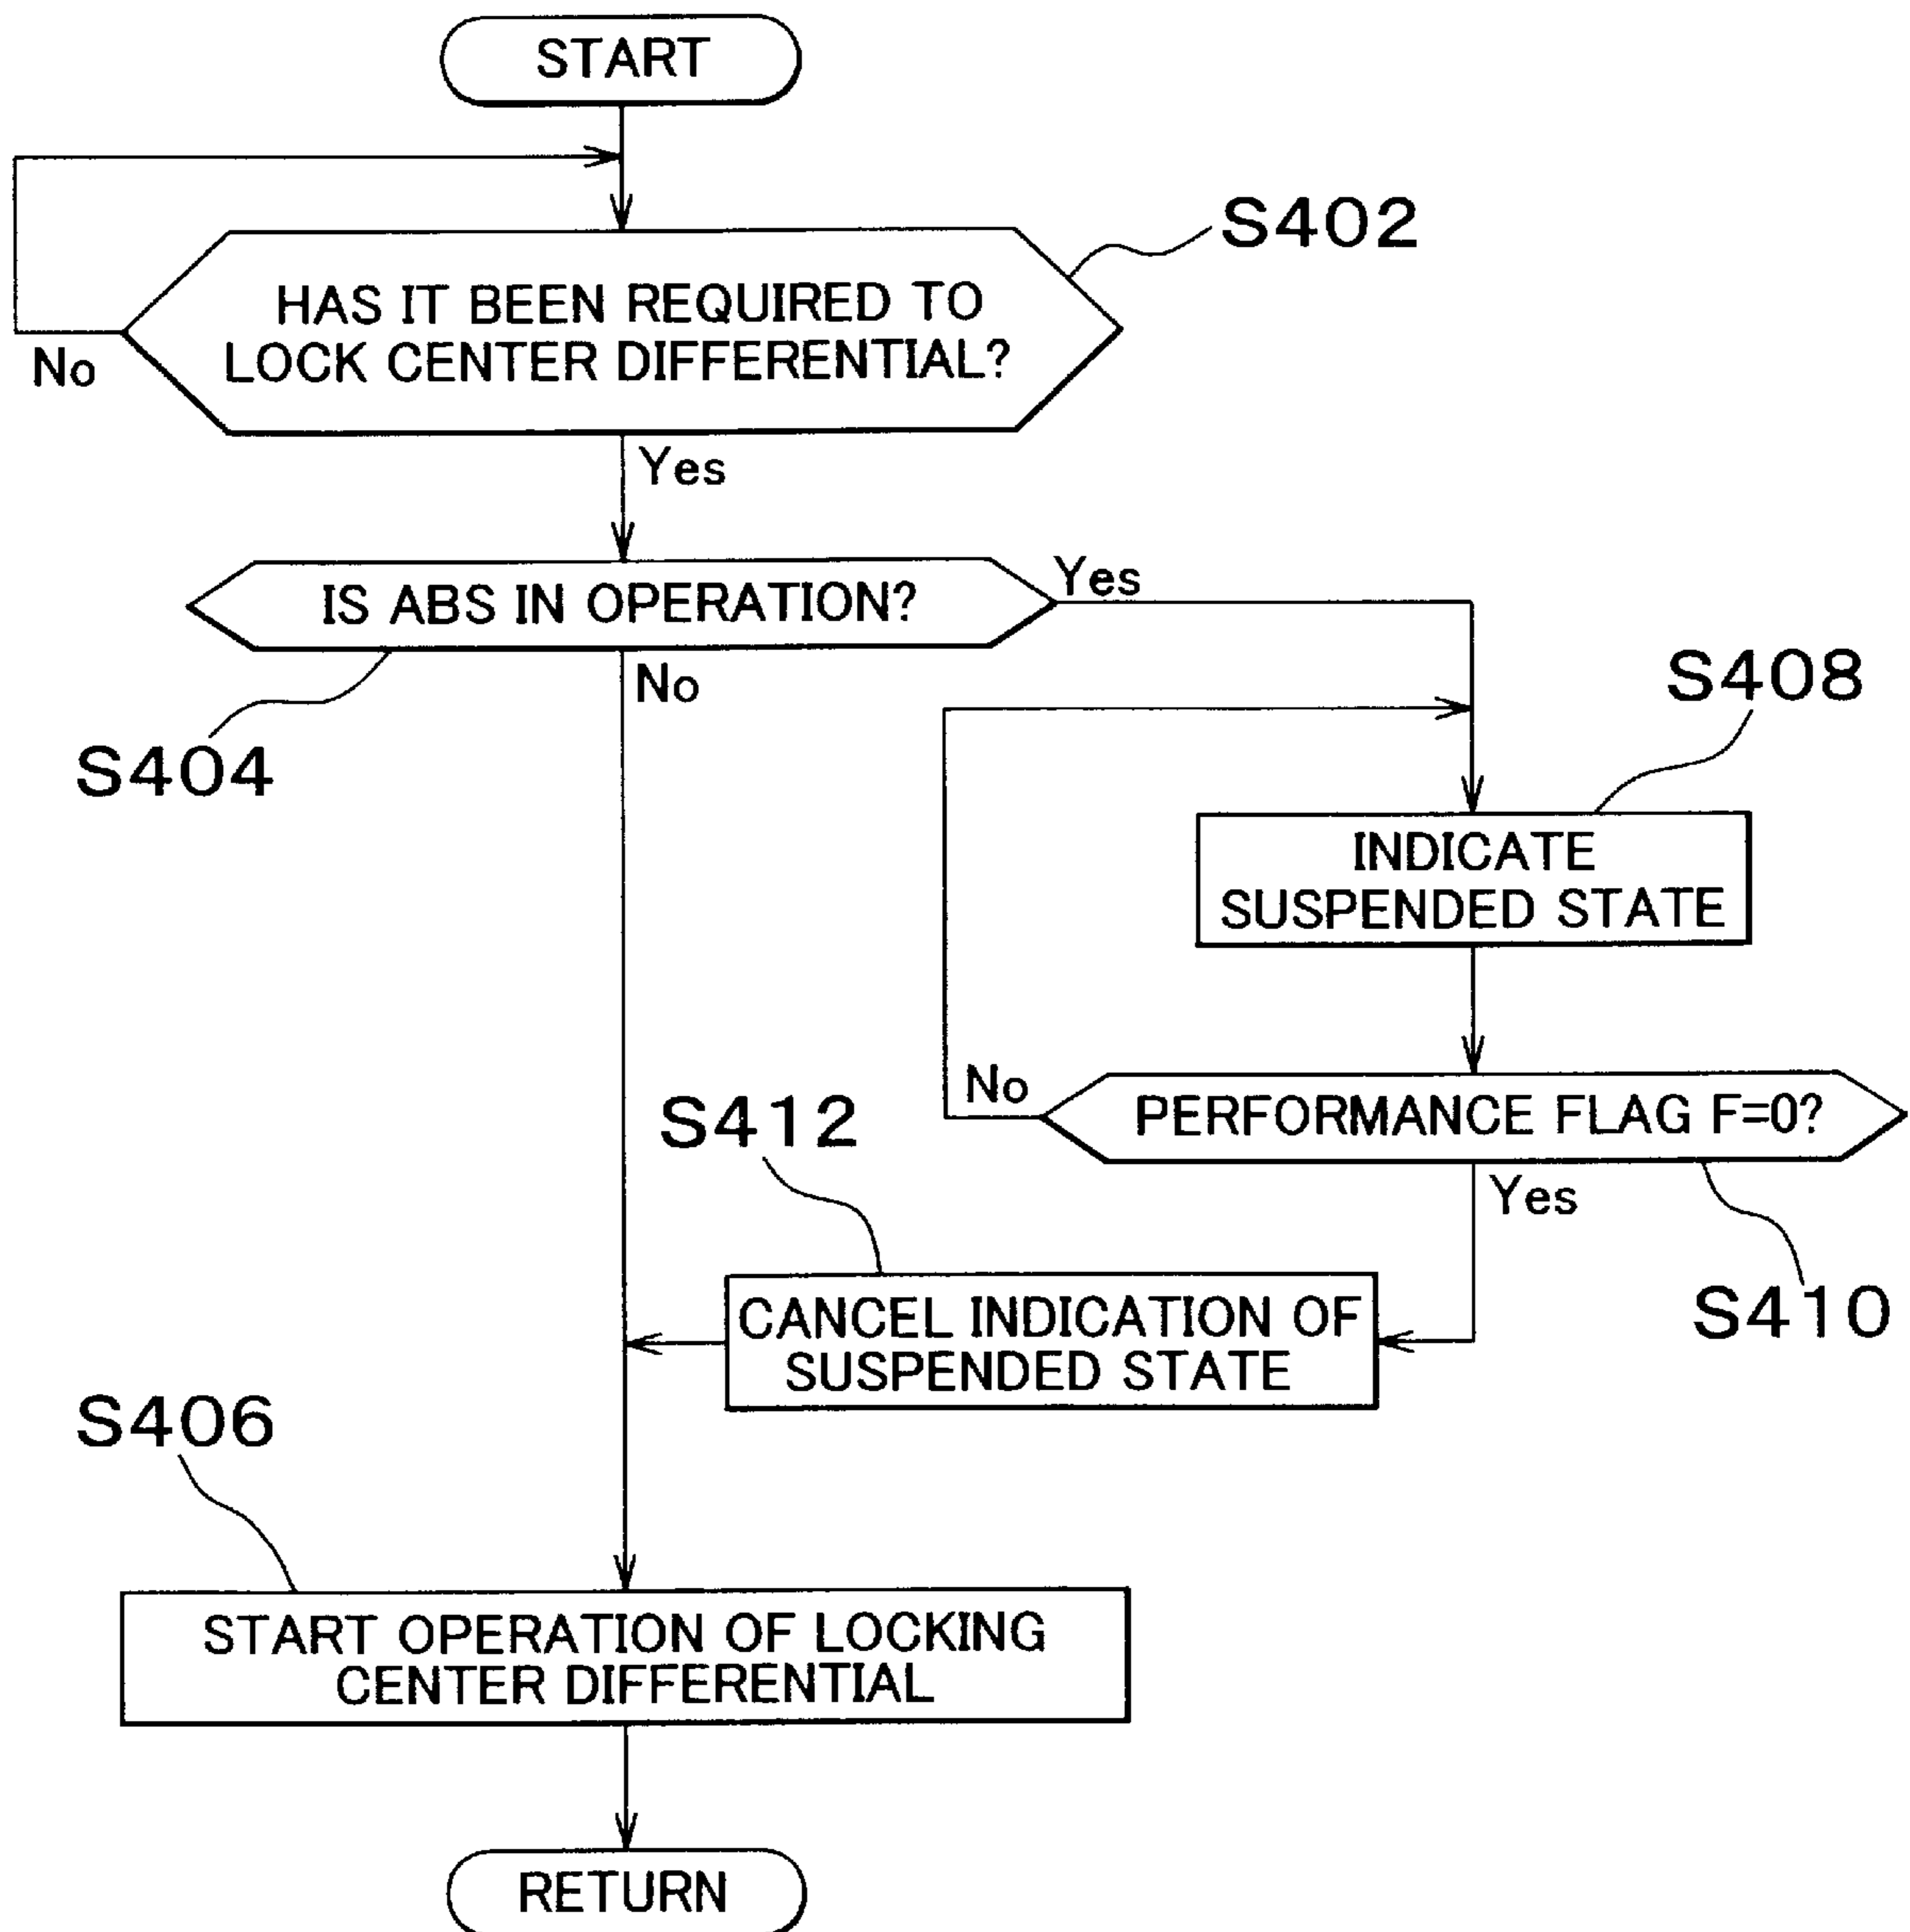 START
S402
HAS IT BEEN REQUIRED TO
LOCK CENTER DIFFERENTIAL?
No
Yes
IS ABS IN OPERATION?
Yes
No
S404
S408
INDICATE
SUSPENDED STATE
No
PERFORMANCE FLAG F=0?
S412
Yes
S410
CANCEL INDICATION OF
SUSPENDED STATE
S406
START OPERATION OF LOCKING
CENTER DIFFERENTIAL
RETURN